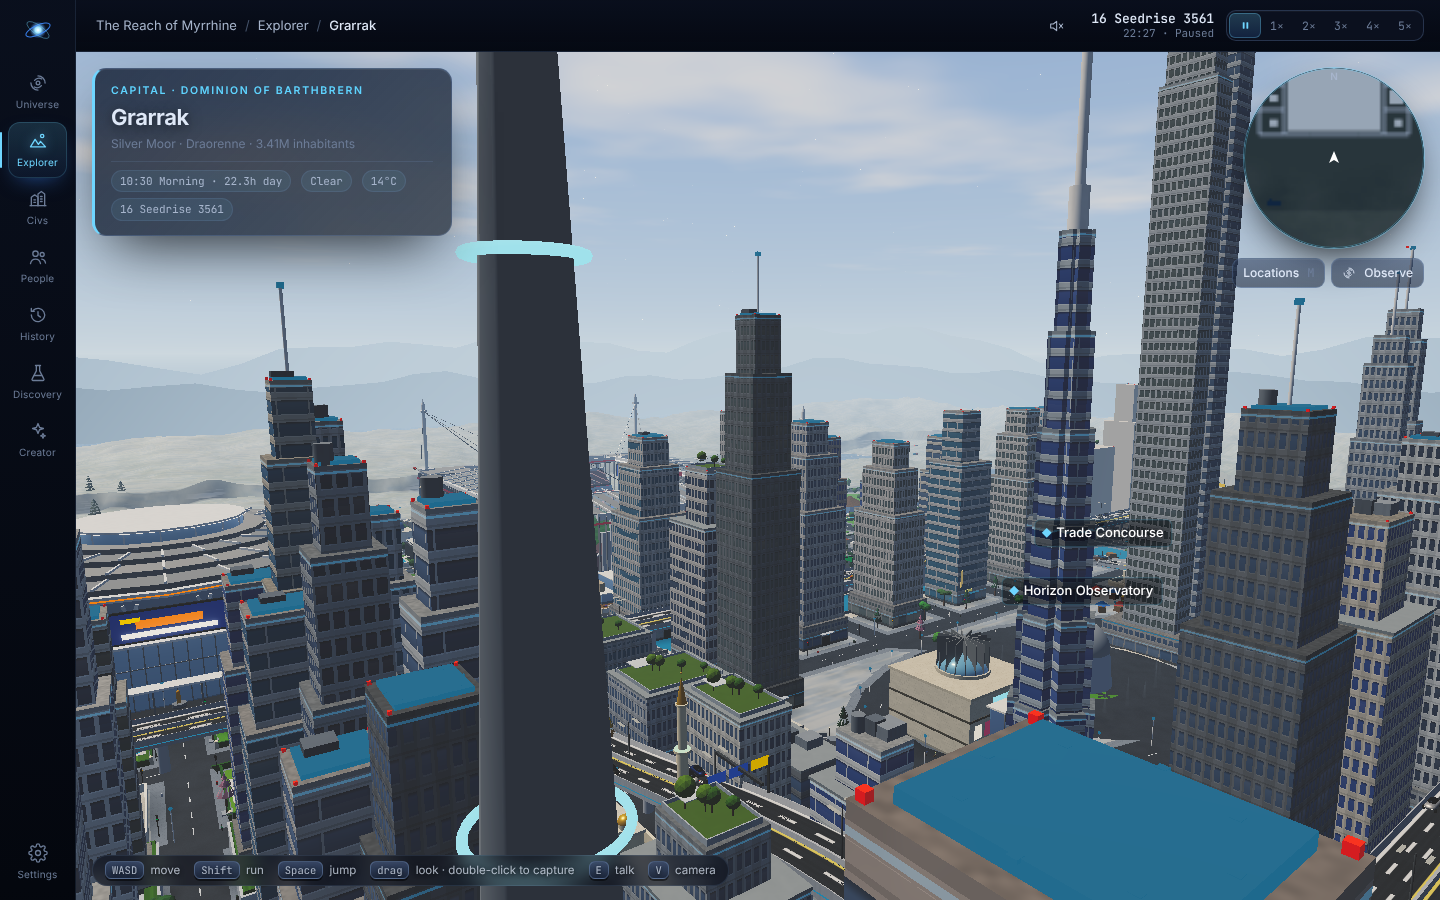 The Reach of Myrrhine / Explorer / Grarrak
16 Seedrise 3561
22:27 · Paused
1×
2×
3×
4×
5×
Universe
Explorer
Civs
People
History
Discovery
Creator
Settings
CAPITAL · DOMINION OF BARTHBRERN
Grarrak
Silver Moor · Draorenne · 3.41M inhabitants
10:30 Morning · 22.3h day
Clear
14°C
16 Seedrise 3561
N
Locations M
Observe
Trade Concourse
Horizon Observatory
WASD move Shift run Space jump drag look · double-click to capture E talk V camera